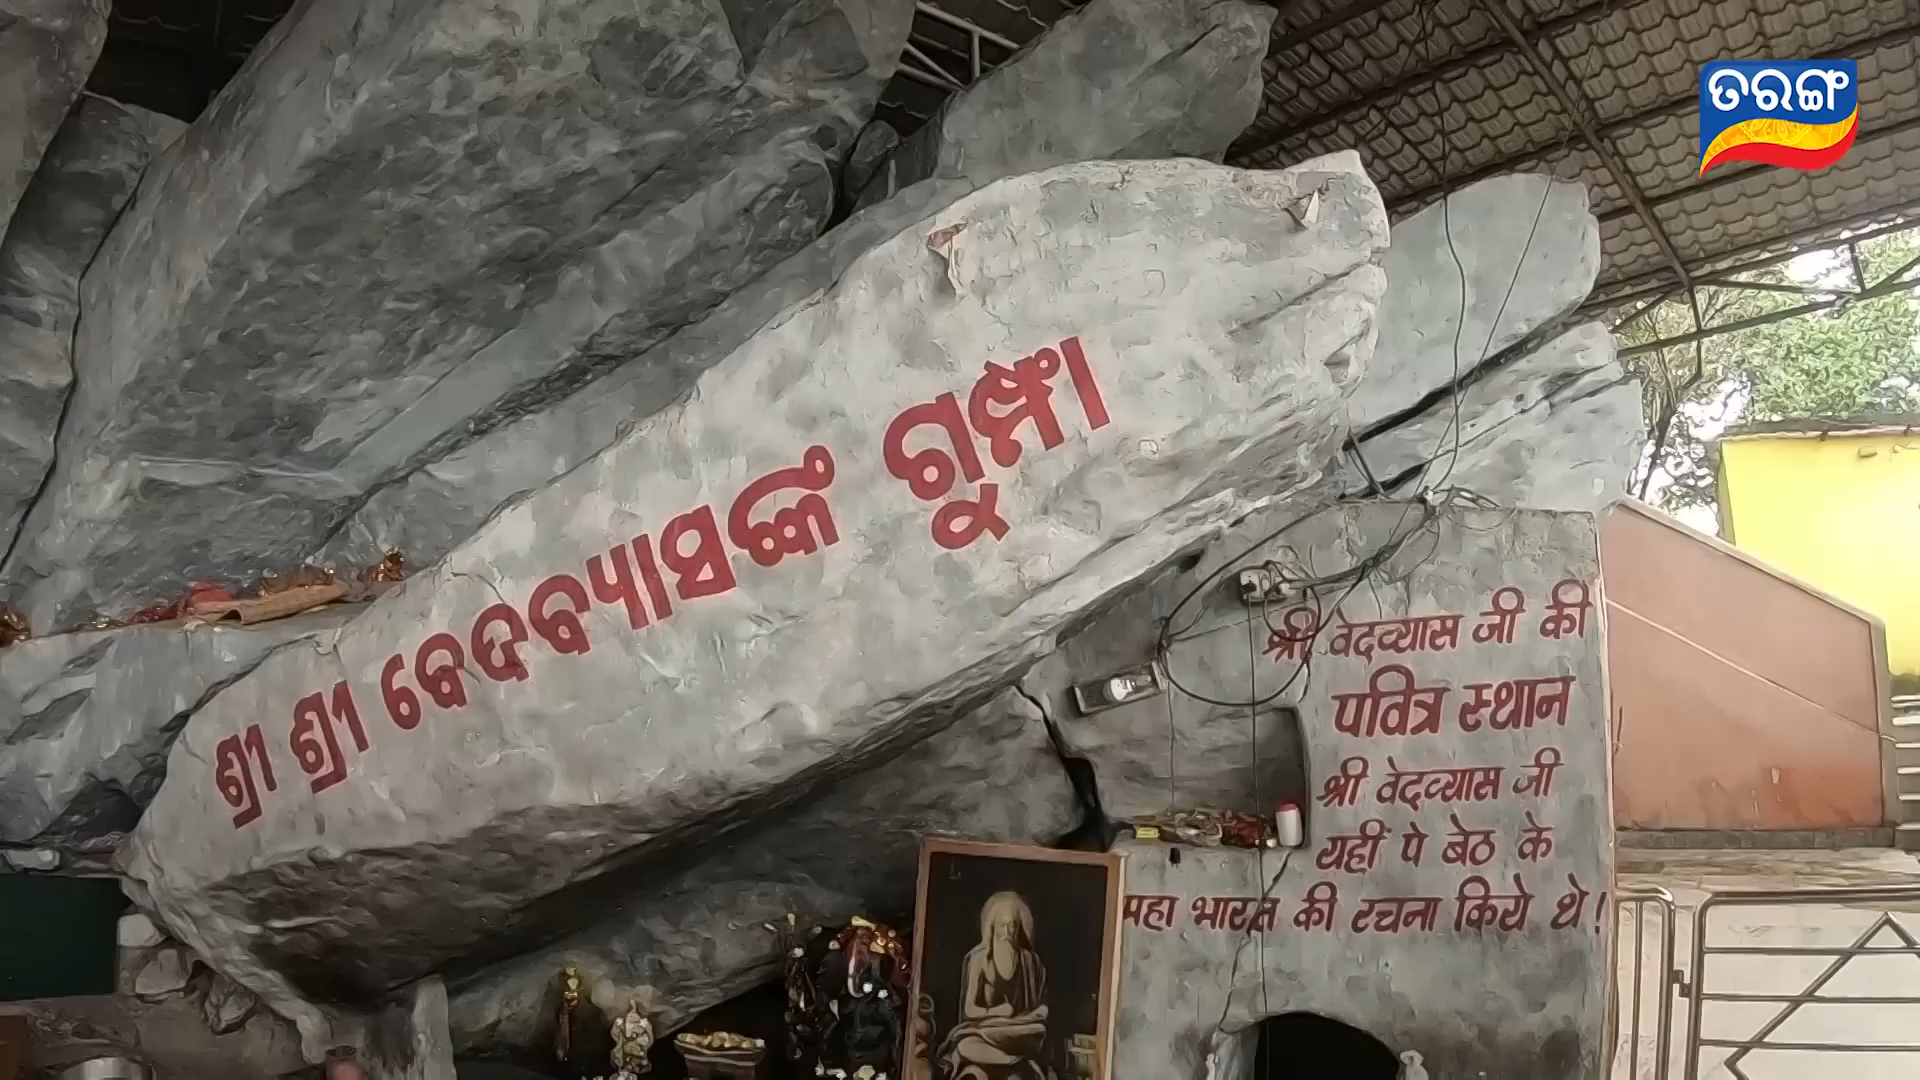 ତରଙ୍ଗ
ଶ୍ରୀ ଶ୍ରୀ ବେଦବ୍ୟାସଙ୍କ ଗୁମ୍ଫା
श्री वेदव्यास जी की
पवित्र स्थान
श्री वेदव्यास जी
यहीं पे बेठ के
महा भारत की रचना किये थे!